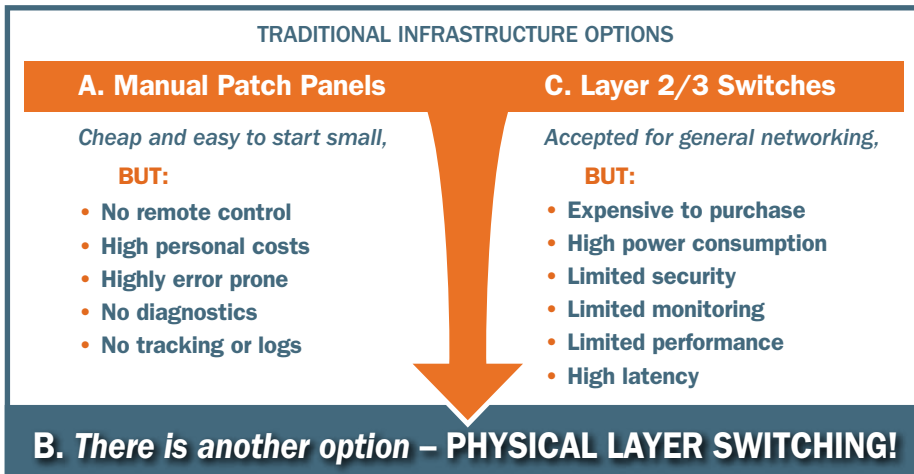 TRADITIONAL INFRASTRUCTURE OPTIONS
A. Manual Patch Panels
Cheap and easy to start small,
BUT:
• No remote control
• High personal costs
• Highly error prone
• No diagnostics
• No tracking or logs
C. Layer 2/3 Switches
Accepted for general networking,
BUT:
• Expensive to purchase
• High power consumption
• Limited security
• Limited monitoring
• Limited performance
• High latency
B. There is another option – PHYSICAL LAYER SWITCHING!